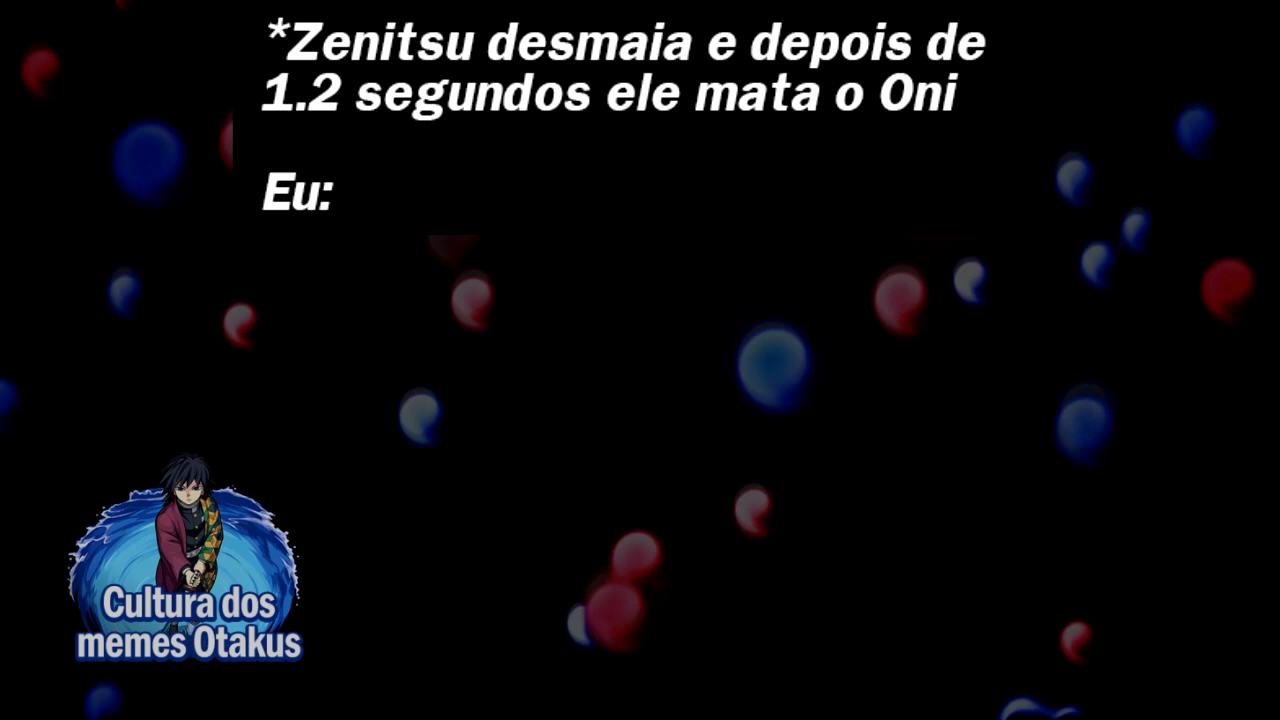 *Zenitsu desmaia e depois de
1.2 segundos ele mata o Oni
Eu:
Cultura dos
memes Otakus